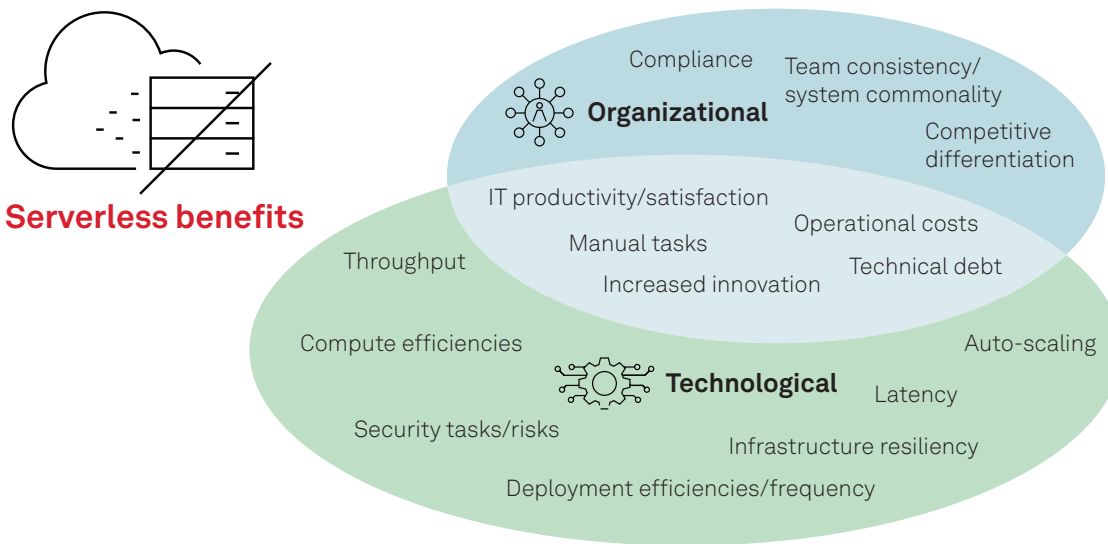 Serverless benefits
Compliance
Team consistency/
system commonality
Organizational
Competitive
differentiation
IT productivity/satisfaction
Operational costs
Manual tasks
Technical debt
Increased innovation
Throughput
Compute efficiencies
Auto-scaling
Technological
Latency
Security tasks/risks
Infrastructure resiliency
Deployment efficiencies/frequency